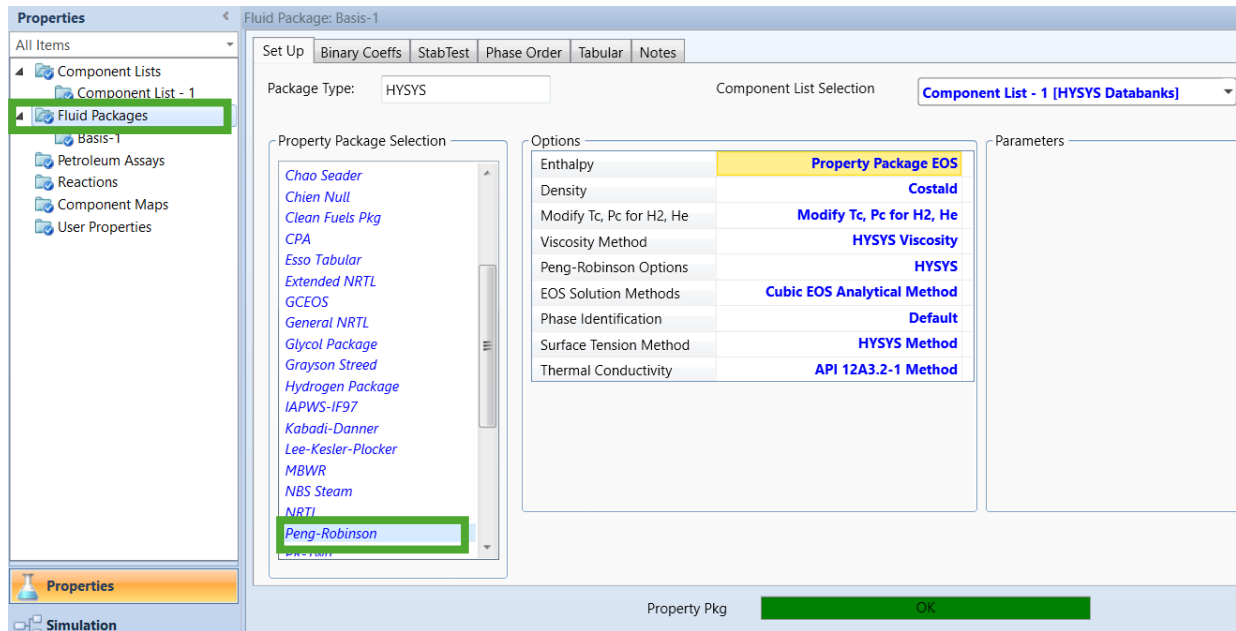 Properties
All Items
Component Lists
Component List - 1
Fluid Packages
Basis-1
Petroleum Assays
Reactions
Component Maps
User Properties
Properties
Simulation
Fluid Package: Basis-1
Set Up Binary Coeffs StabTest Phase Order Tabular Notes
Package Type: HYSYS Component List Selection Component List - 1 [HYSYS Databanks]
Property Package Selection
Chao Seader
Chien Null
Clean Fuels Pkg
CPA
Esso Tabular
Extended NRTL
GCEOS
General NRTL
Glycol Package
Grayson Streed
Hydrogen Package
IAPWS-IF97
Kabadi-Danner
Lee-Kesler-Plocker
MBWR
NBS Steam
NRTL
Peng-Robinson
Options
Enthalpy Property Package EOS
Density Costald
Modify Tc, Pc for H2, He Modify Tc, Pc for H2, He
Viscosity Method HYSYS Viscosity
Peng-Robinson Options HYSYS
EOS Solution Methods Cubic EOS Analytical Method
Phase Identification Default
Surface Tension Method HYSYS Method
Thermal Conductivity API 12A3.2-1 Method
Parameters
Property Pkg OK